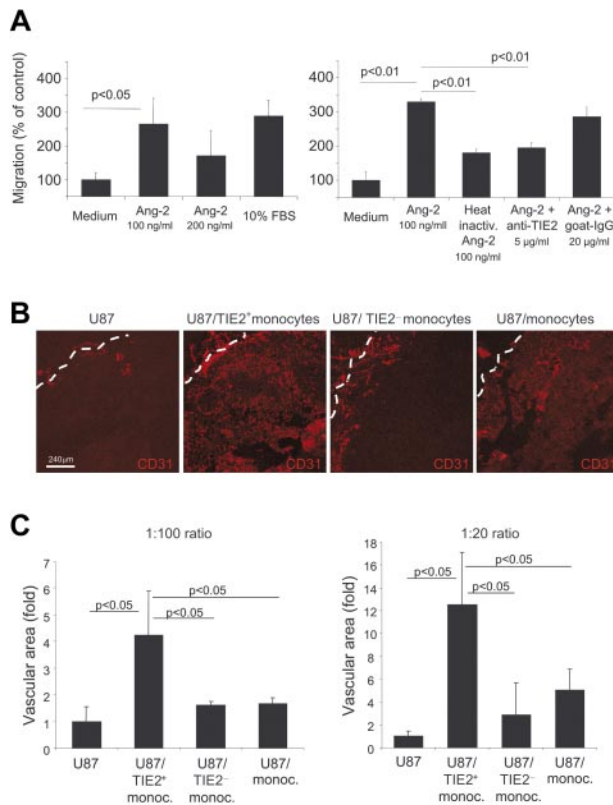 A
Migration (% of control)
400
300
200
100
p<0.05
Medium
Ang-2
100 ng/ml
Ang-2
200 ng/ml
10% FBS
400
300
200
100
p<0.01
p<0.01
p<0.01
Medium
Ang-2
100 ng/mlI
Heat
inactiv.
Ang-2
100 ng/ml
Ang-2 +
anti-TIE2
5 µg/ml
Ang-2 +
goat-IgG
20 µg/ml
B
U87
U87/TIE2+monocytes
U87/ TIE2–monocytes
U87/monocytes
240µm
CD31
CD31
CD31
CD31
C
1:100 ratio
Vascular area (fold)
7
6
5
4
3
2
1
0
p<0.05
p<0.05
p<0.05
U87
U87/
TIE2+
monoc.
U87/
TIE2–
monoc.
U87/
monoc.
1:20 ratio
Vascular area (fold)
18
16
14
12
10
8
6
4
2
0
p<0.05
p<0.05
p<0.05
U87
U87/
TIE2+
monoc.
U87/
TIE2–
monoc.
U87/
monoc.